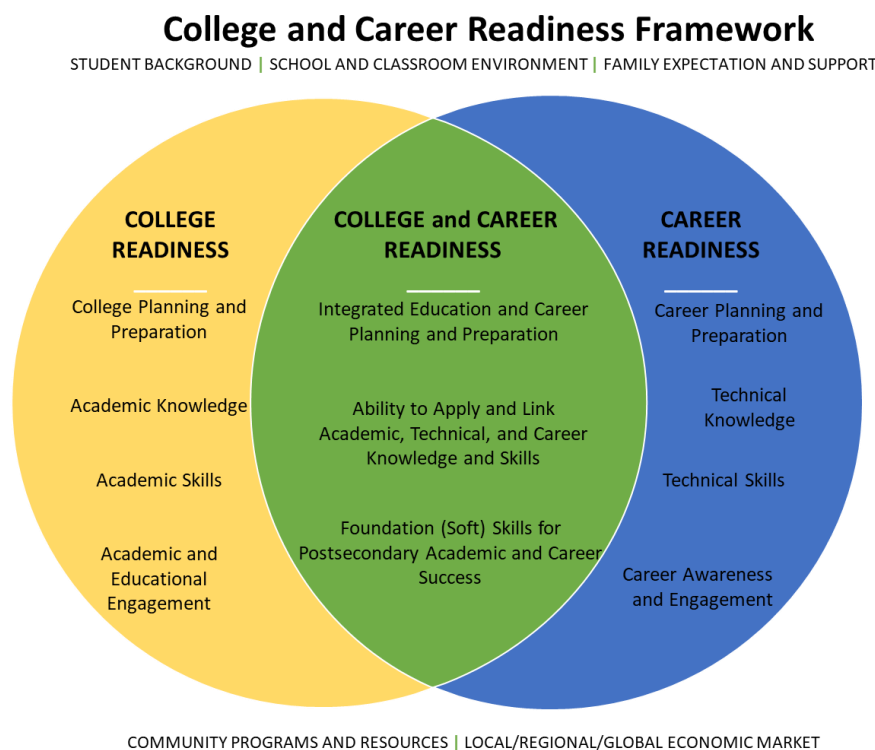 College and Career Readiness Framework
STUDENT BACKGROUND | SCHOOL AND CLASSROOM ENVIRONMENT | FAMILY EXPECTATION AND SUPPORT
COLLEGE
READINESS
College Planning and
Preparation
Academic Knowledge
Academic Skills
Academic and
Educational
Engagement
COLLEGE and CAREER
READINESS
Integrated Education and Career
Planning and Preparation
Ability to Apply and Link
Academic, Technical, and Career
Knowledge and Skills
Foundation (Soft) Skills for
Postsecondary Academic and Career
Success
CAREER
READINESS
Career Planning and
Preparation
Technical
Knowledge
Technical Skills
Career Awareness
and Engagement
COMMUNITY PROGRAMS AND RESOURCES | LOCAL/REGIONAL/GLOBAL ECONOMIC MARKET